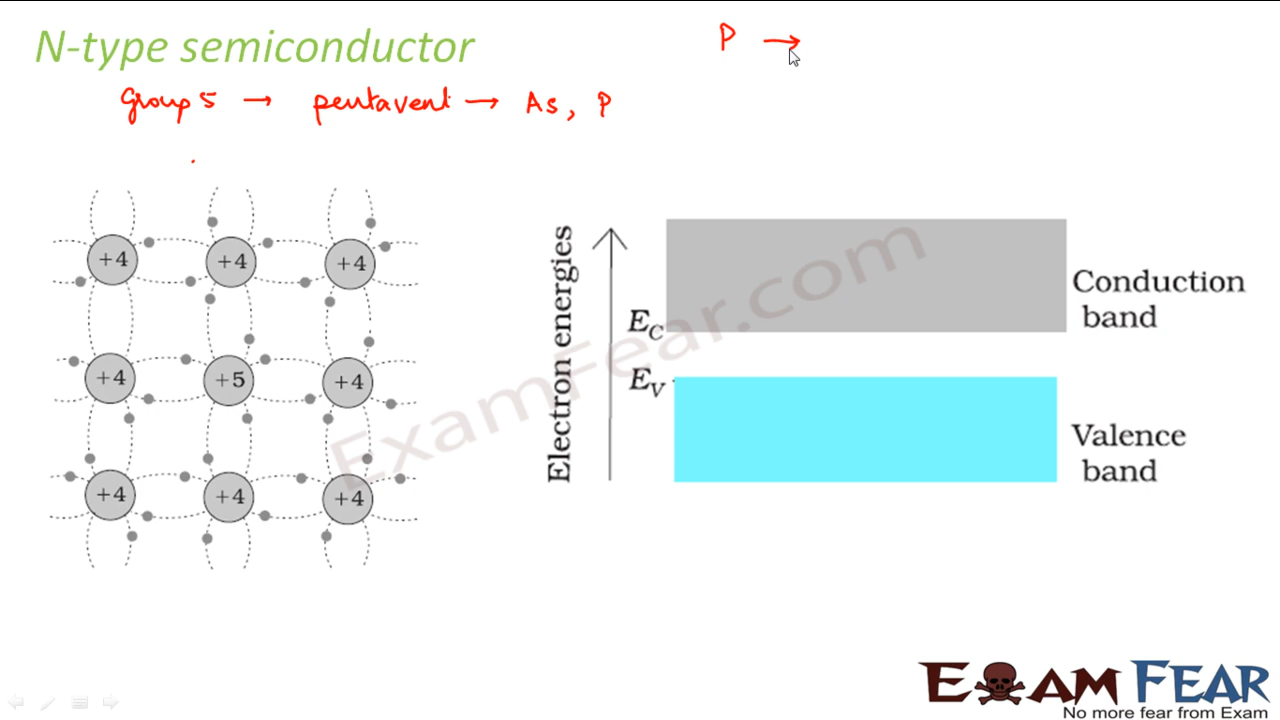 N-type semiconductor
P →
Group 5 → pentavent → As, P
+4 +4 +4
+4 +5 +4
+4 +4 +4
Electron energies
E_C
E_V
Conduction
band
Valence
band
ExamFear.com
EXAM FEAR
No more fear from Exam